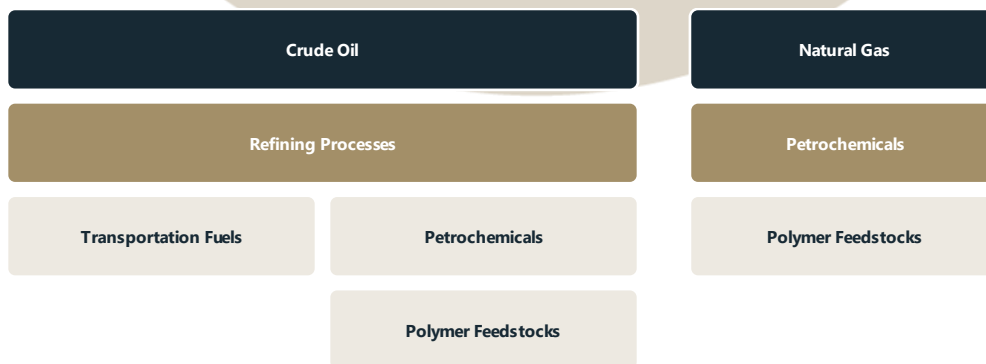 Crude Oil
Natural Gas
Refining Processes
Petrochemicals
Transportation Fuels
Petrochemicals
Polymer Feedstocks
Polymer Feedstocks